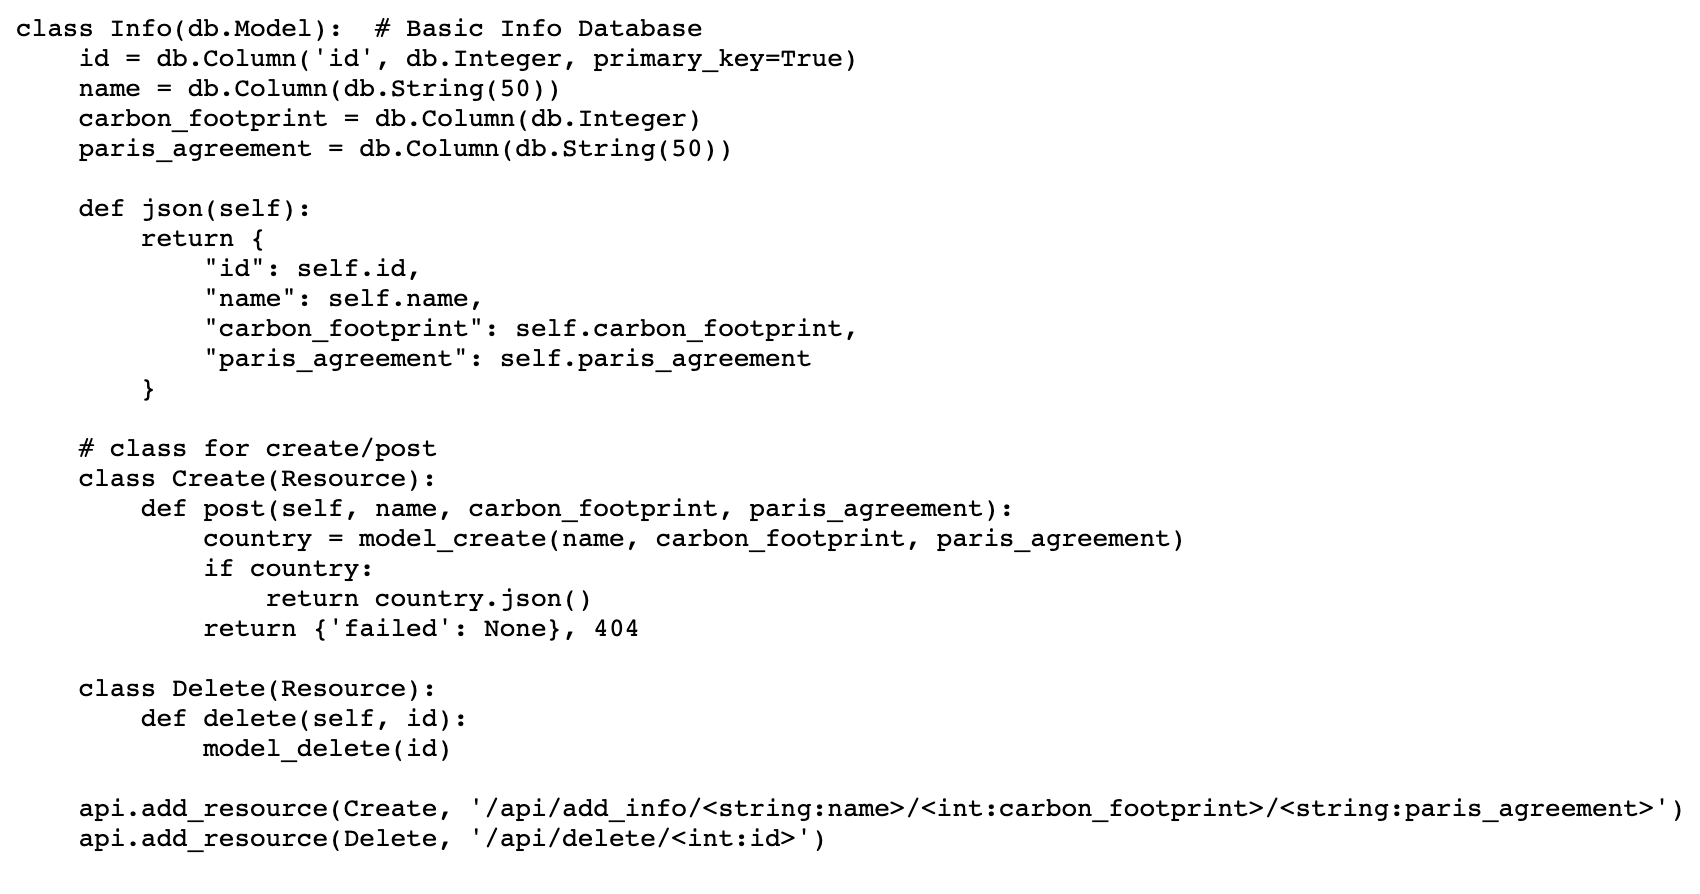 class Info(db.Model):  # Basic Info Database
    id = db.Column('id', db.Integer, primary_key=True)
    name = db.Column(db.String(50))
    carbon_footprint = db.Column(db.Integer)
    paris_agreement = db.Column(db.String(50))

    def json(self):
        return {
            "id": self.id,
            "name": self.name,
            "carbon_footprint": self.carbon_footprint,
            "paris_agreement": self.paris_agreement
        }

    # class for create/post
    class Create(Resource):
        def post(self, name, carbon_footprint, paris_agreement):
            country = model_create(name, carbon_footprint, paris_agreement)
            if country:
                return country.json()
            return {'failed': None}, 404

    class Delete(Resource):
        def delete(self, id):
            model_delete(id)

    api.add_resource(Create, '/api/add_info/<string:name>/<int:carbon_footprint>/<string:paris_agreement>')
    api.add_resource(Delete, '/api/delete/<int:id>')